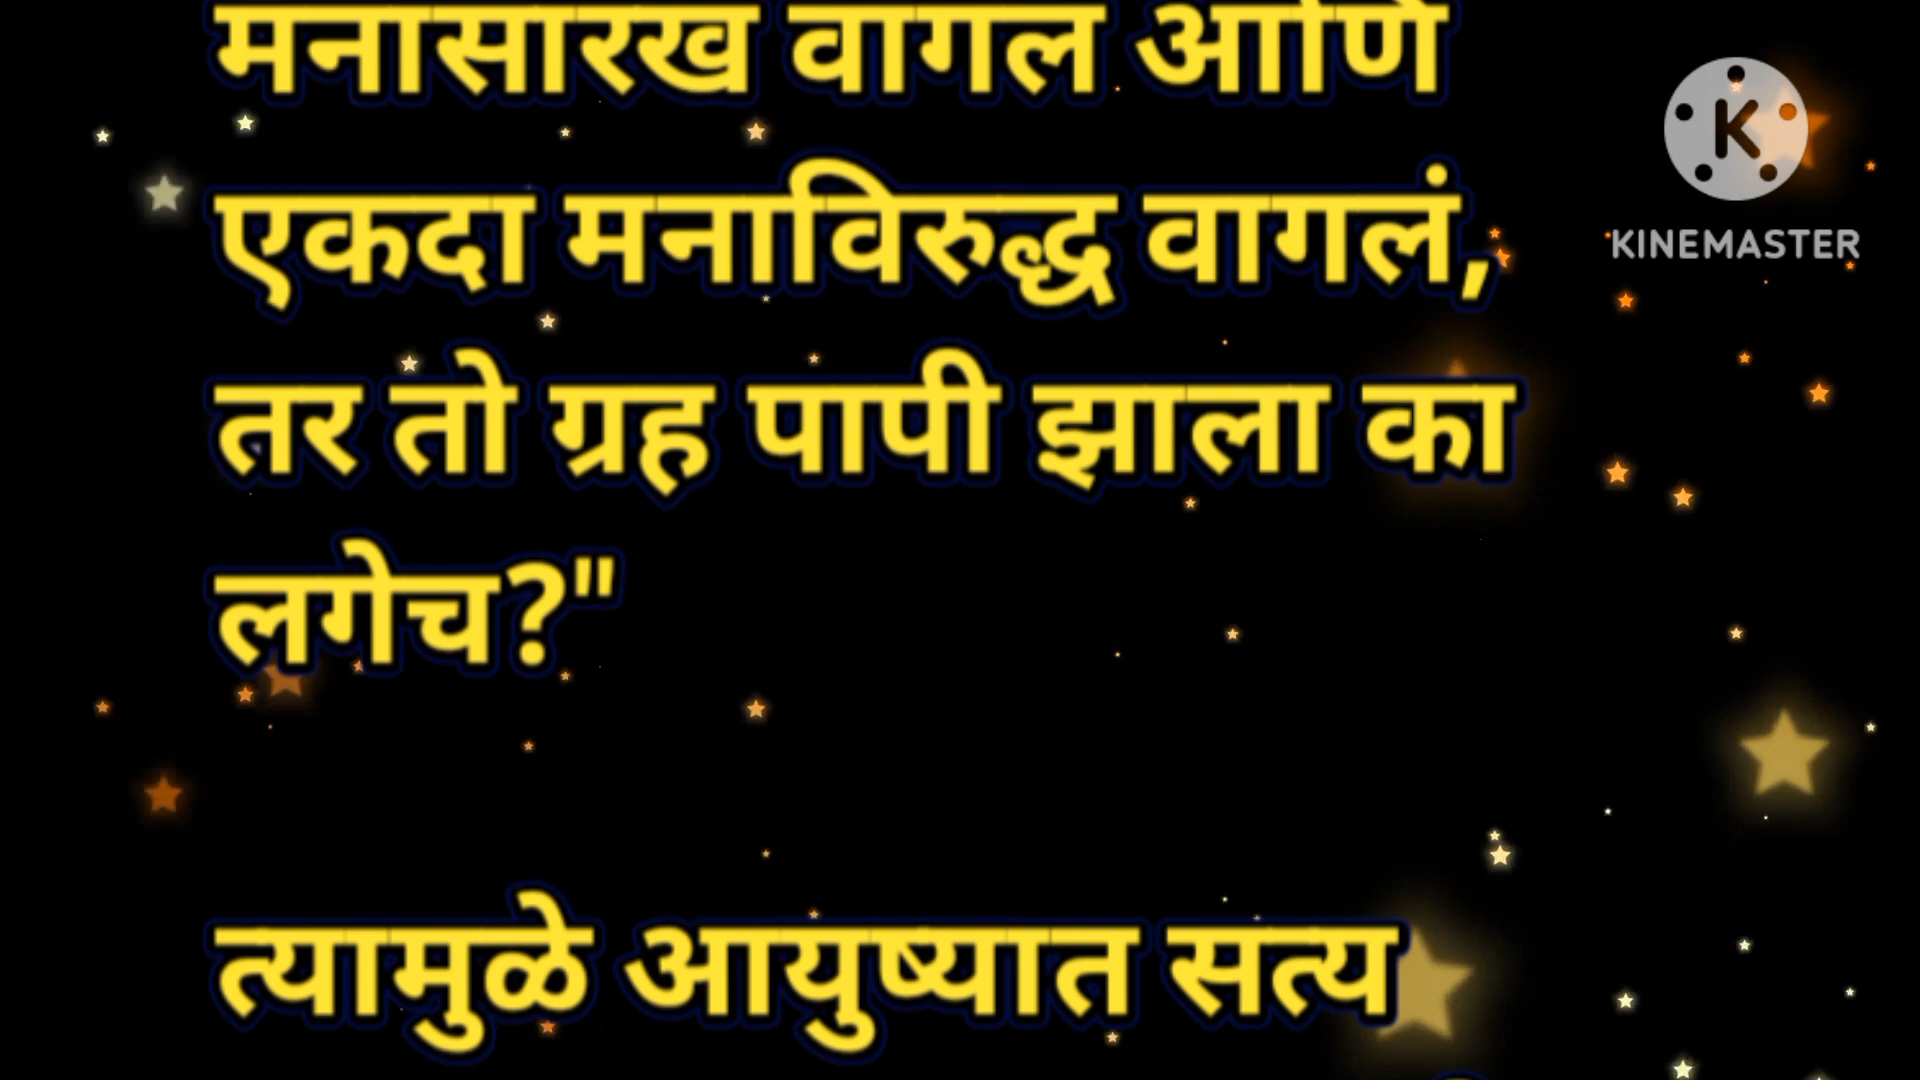 मनासारख वागल आणि
एकदा मनाविरुद्ध वागलं,
तर तो ग्रह पापी झाला का
लगेच?"
त्यामुळे आयुष्यात सत्य
K
KINEMASTER